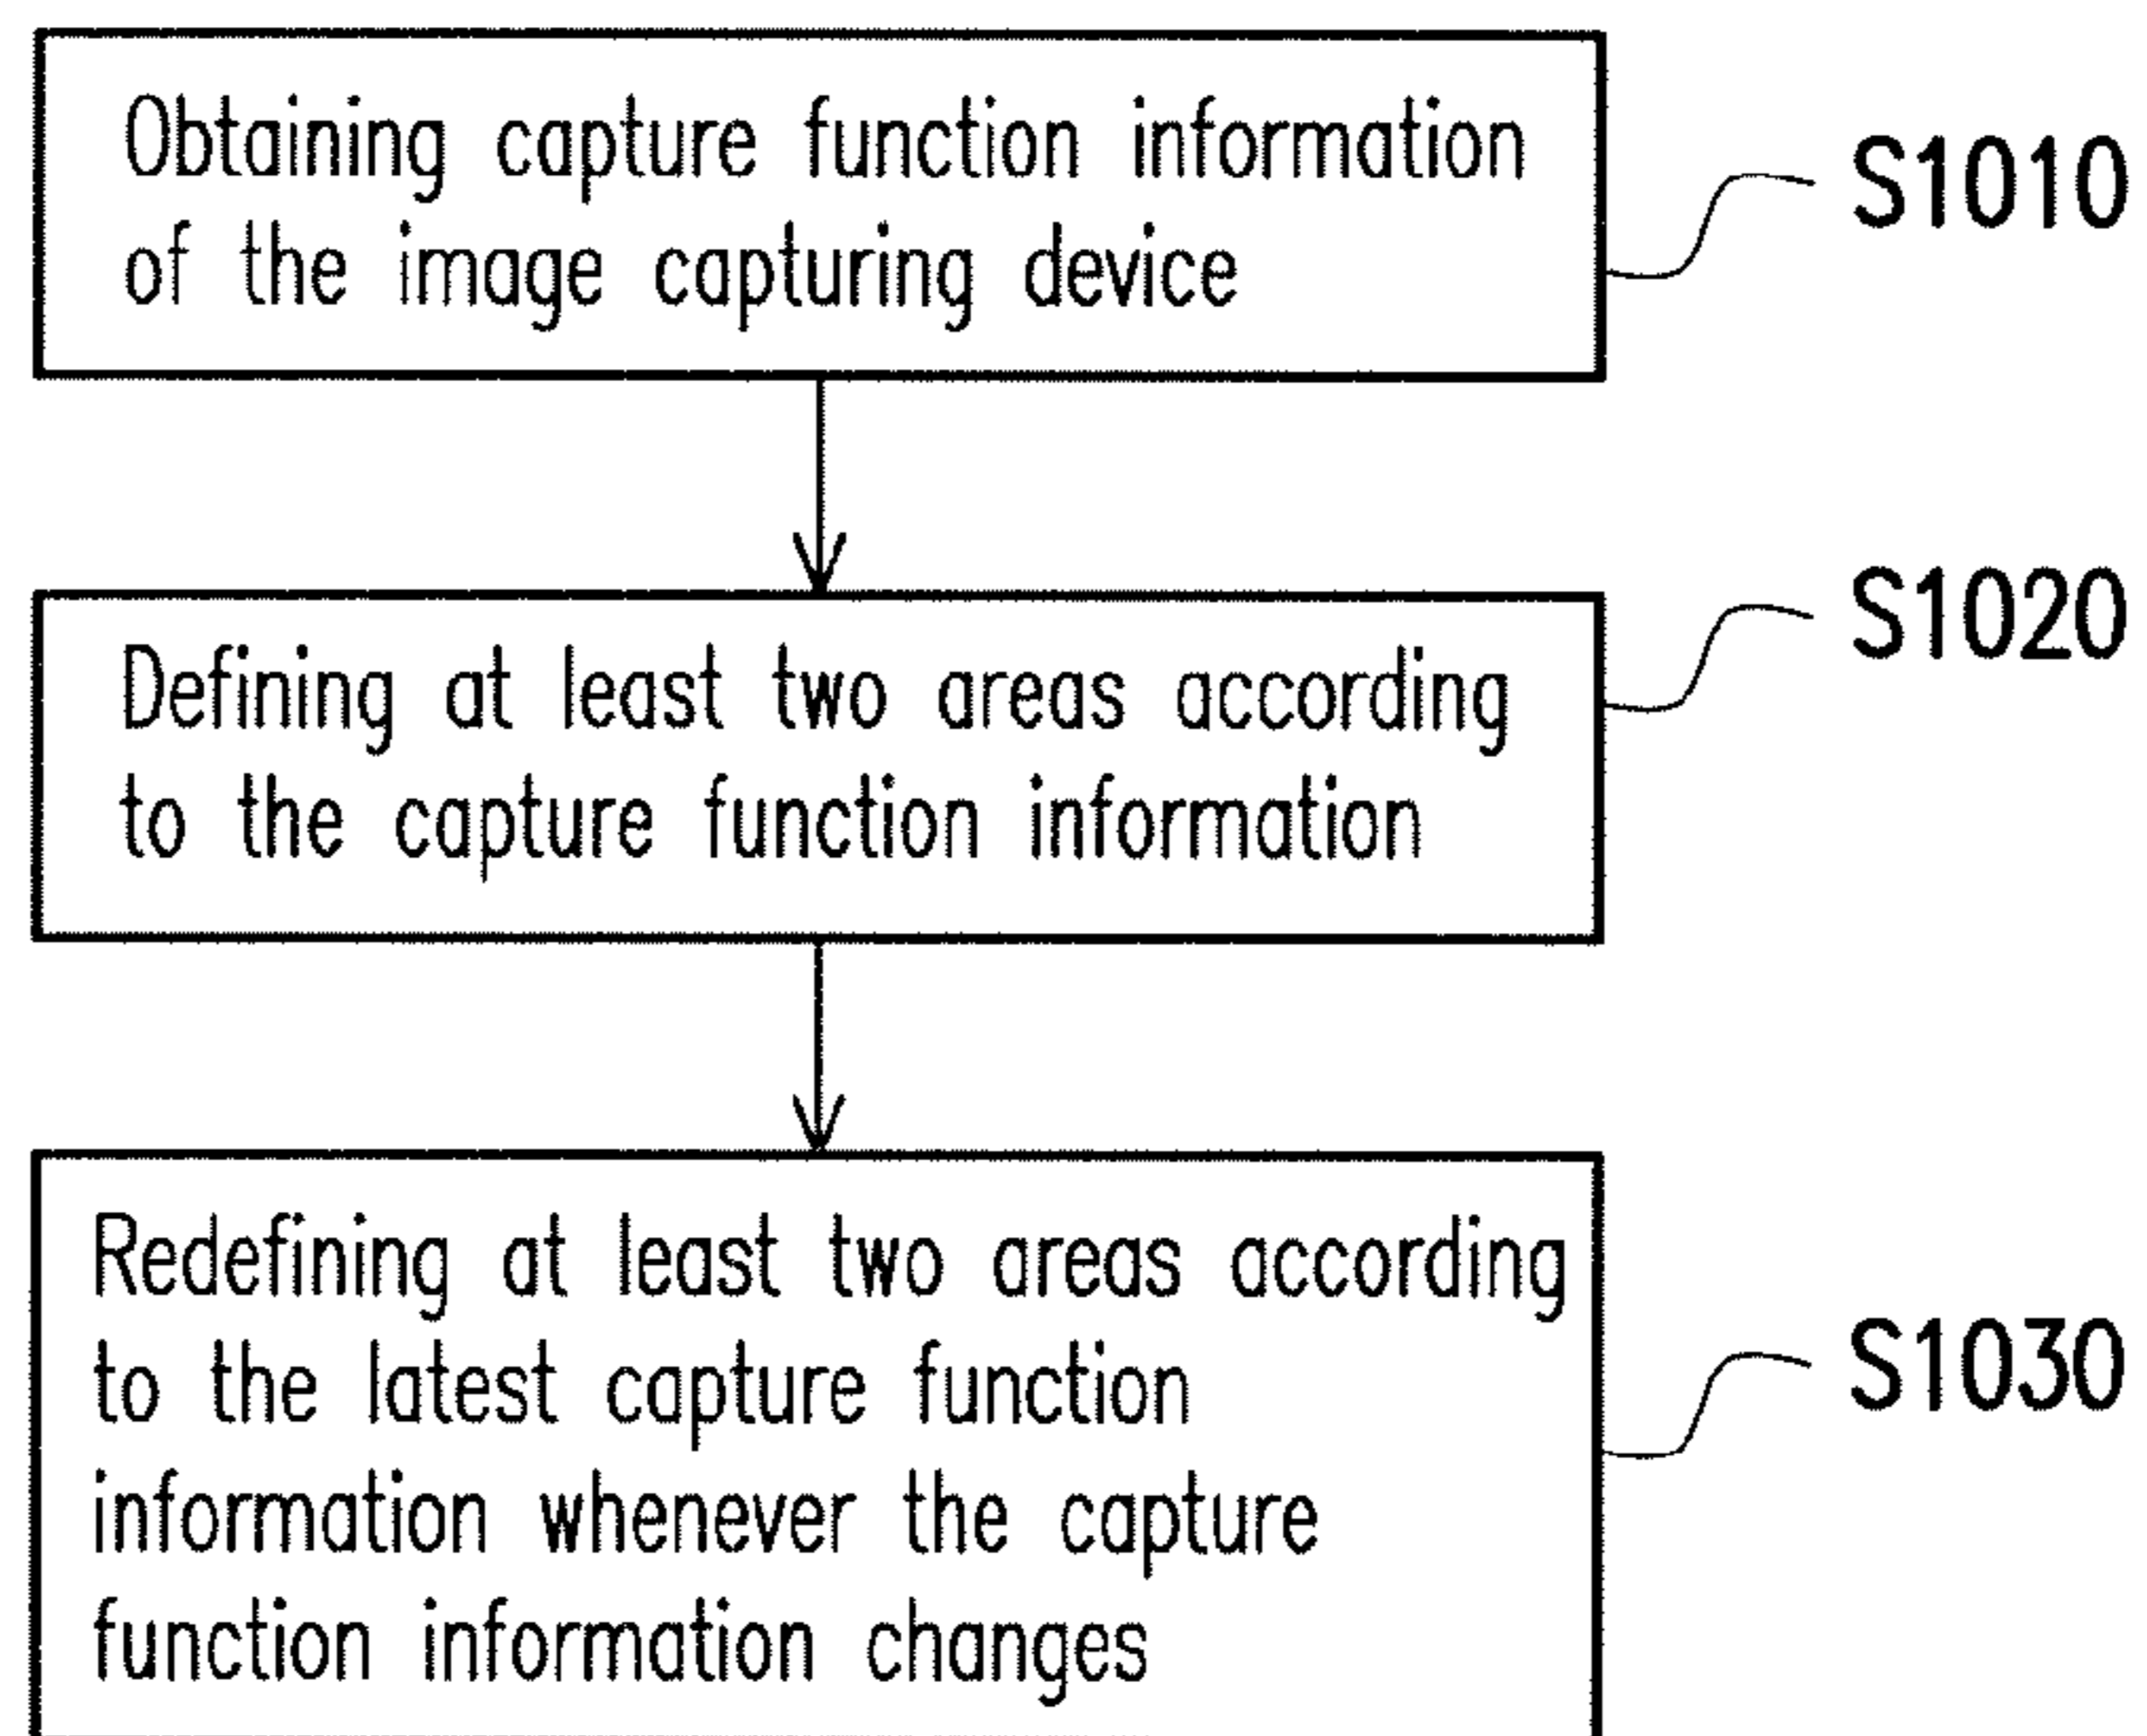 Obtaining capture function information
of the image capturing device
S1010
Defining at least two areas according
to the capture function information
S1020
Redefining at least two areas according
to the latest capture function
information whenever the capture
function information changes
S1030